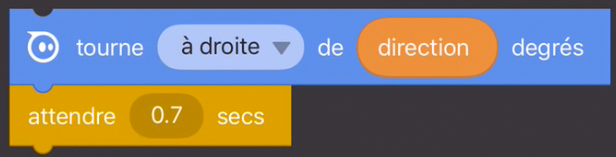 tourne à droite de direction degrés
attendre 0.7 secs